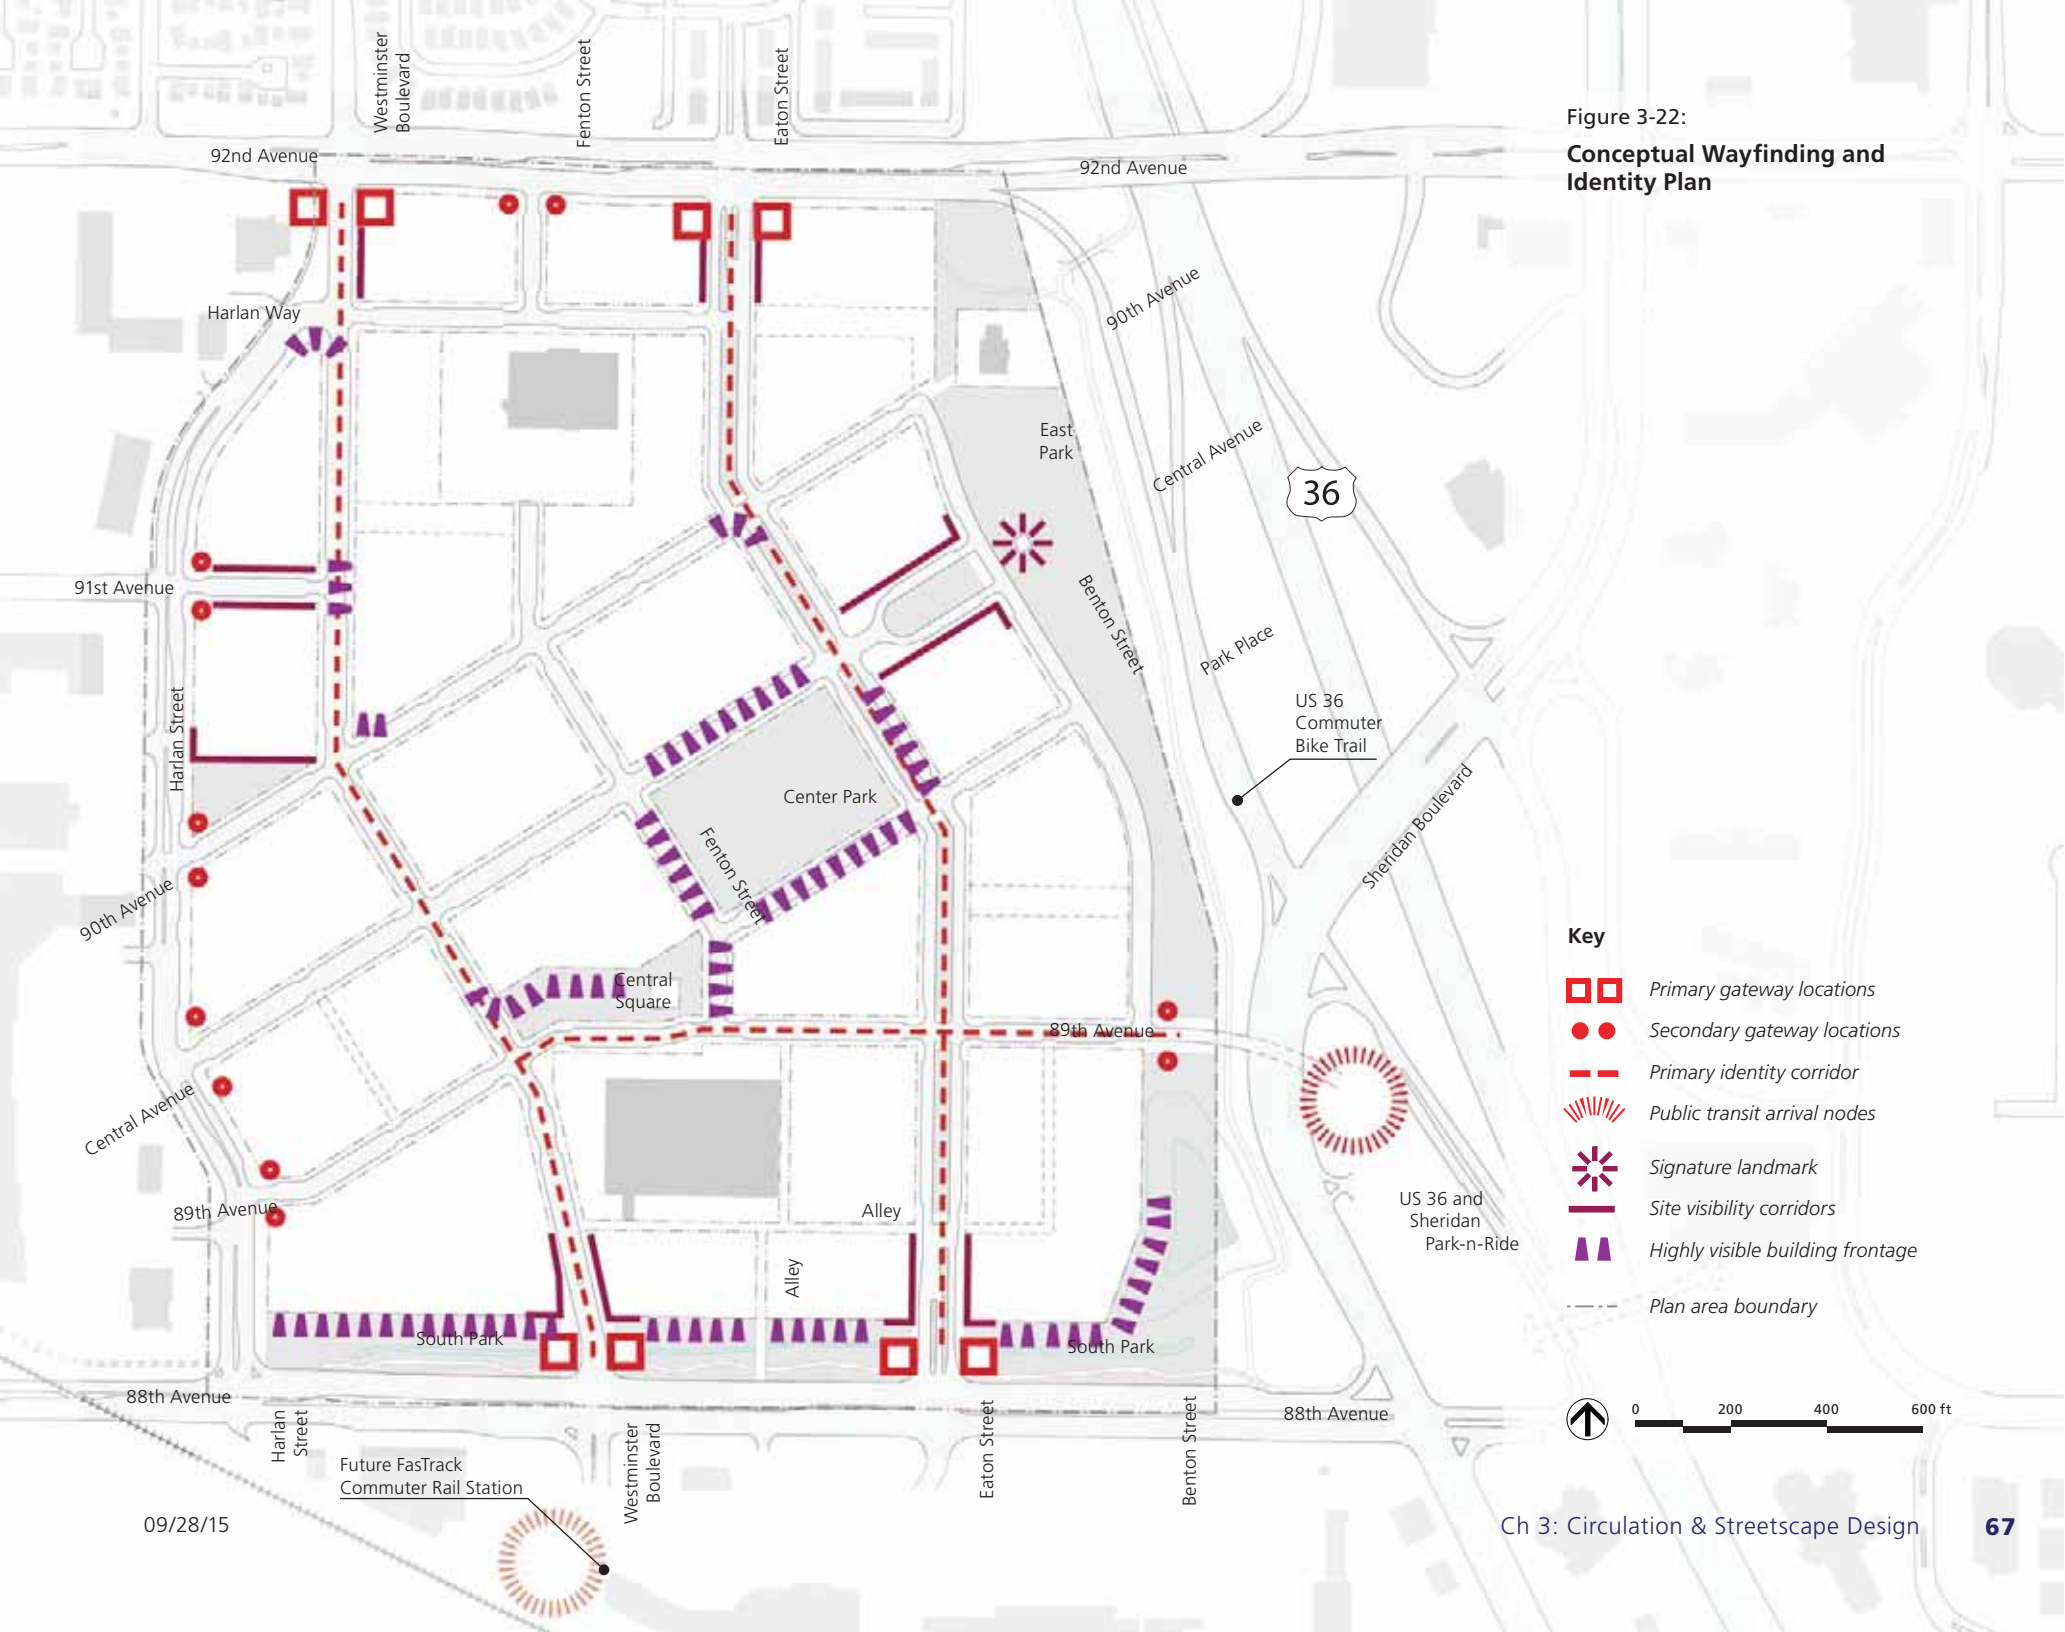 Westminster
Boulevard
Fenton Street
Eaton Street
92nd Avenue
92nd Avenue
Figure 3-22:
Conceptual Wayfinding and
Identity Plan
Harlan Way
90th Avenue
East
Park
Central Avenue
36
91st Avenue
Benton Street
Park Place
Harlan Street
US 36
Commuter
Bike Trail
Center Park
Sheridan Boulevard
Fenton Street
90th Avenue
Central
Square
89th Avenue
Central Avenue
89th Avenue
Alley
Alley
US 36 and
Sheridan
Park-n-Ride
South Park
South Park
88th Avenue
88th Avenue
Harlan
Street
Westminster
Boulevard
Eaton Street
Benton Street
Future FasTrack
Commuter Rail Station
Key
Primary gateway locations
Secondary gateway locations
Primary identity corridor
Public transit arrival nodes
Signature landmark
Site visibility corridors
Highly visible building frontage
Plan area boundary
0 200 400 600 ft
09/28/15
Ch 3: Circulation & Streetscape Design 67